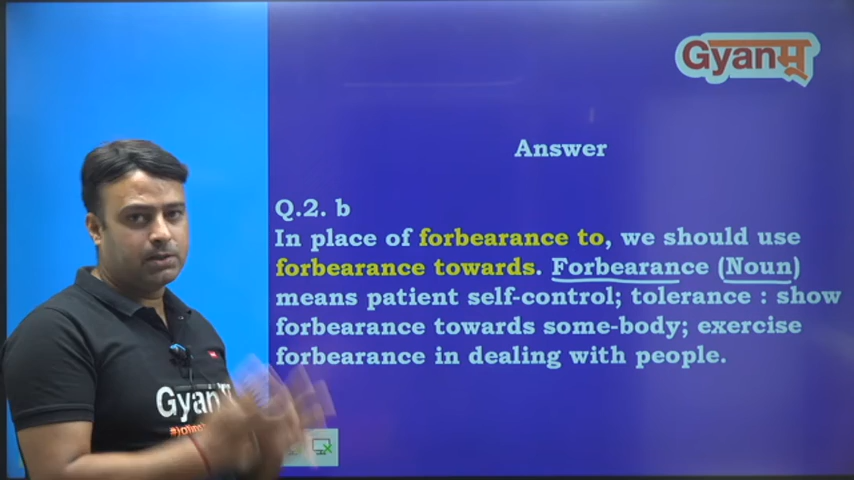 Gyanम्
Answer
Q.2. b
In place of forbearance to, we should use
forbearance towards. Forbearance (Noun)
means patient self-control; tolerance : show
forbearance towards some-body; exercise
forbearance in dealing with people.
Gyan